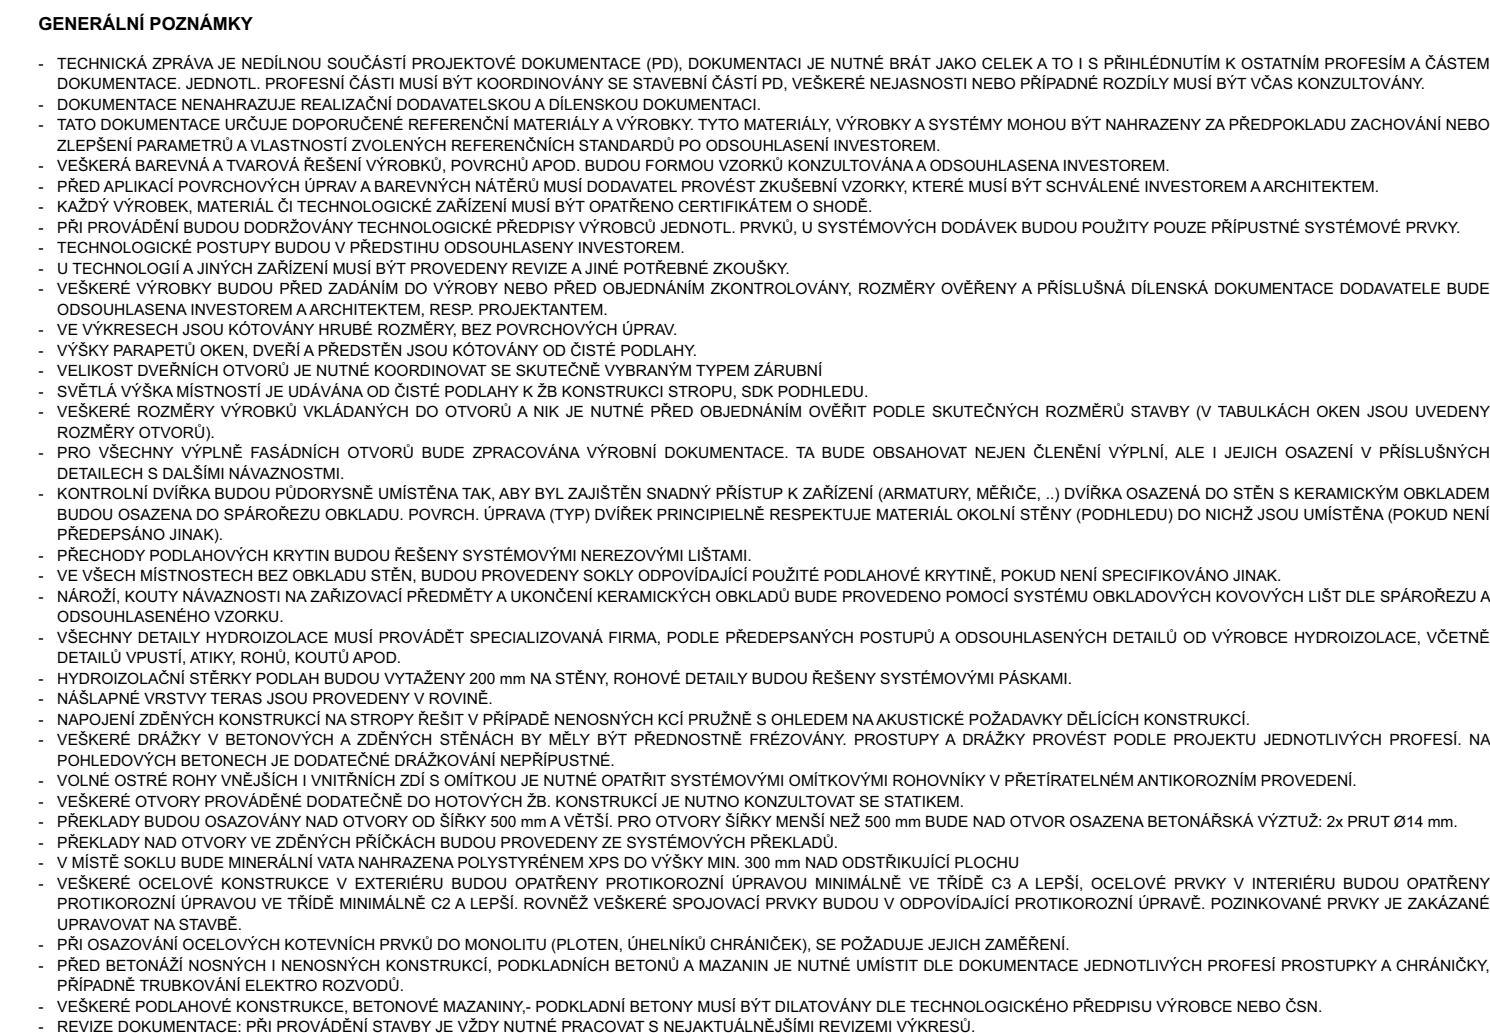 GENERÁLNÍ POZNÁMKY
- TECHNICKÁ ZPRÁVA JE NEDÍLNOU SOUČÁSTÍ PROJEKTOVÉ DOKUMENTACE (PD), DOKUMENTACI JE NUTNÉ BRÁT JAKO CELEK A TO I S PŘIHLÉDNUTÍM K OSTATNÍM PROFESÍM A ČÁSTEM
DOKUMENTACE. JEDNOTL. PROFESNÍ ČÁSTI MUSÍ BÝT KOORDINOVÁNY SE STAVEBNÍ ČÁSTÍ PD, VEŠKERÉ NEJASNOSTI NEBO PŘÍPADNÉ ROZDÍLY MUSÍ BÝT VČAS KONZULTOVÁNY.
- DOKUMENTACE NENAHRAZUJE REALIZAČNÍ DODAVATELSKOU A DÍLENSKOU DOKUMENTACI.
- TATO DOKUMENTACE URČUJE DOPORUČENÉ REFERENČNÍ MATERIÁLY A VÝROBKY. TYTO MATERIÁLY, VÝROBKY A SYSTÉMY MOHOU BÝT NAHRAZENY ZA PŘEDPOKLADU ZACHOVÁNÍ NEBO
ZLEPŠENÍ PARAMETRŮ A VLASTNOSTÍ ZVOLENÝCH REFERENČNÍCH STANDARDŮ PO ODSOUHLASENÍ INVESTOREM.
- VEŠKERÁ BAREVNÁ A TVAROVÁ ŘEŠENÍ VÝROBKŮ, POVRCHŮ APOD. BUDOU FORMOU VZORKŮ KONZULTOVÁNA A ODSOUHLASENA INVESTOREM.
- PŘED APLIKACÍ POVRCHOVÝCH ÚPRAV A BAREVNÝCH NÁTĚRŮ MUSÍ DODAVATEL PROVÉST ZKUŠEBNÍ VZORKY, KTERÉ MUSÍ BÝT SCHVÁLENÉ INVESTOREM A ARCHITEKTEM.
- KAŽDÝ VÝROBEK, MATERIÁL ČI TECHNOLOGICKÉ ZAŘÍZENÍ MUSÍ BÝT OPATŘENO CERTIFIKÁTEM O SHODĚ.
- PŘI PROVÁDĚNÍ BUDOU DODRŽOVÁNY TECHNOLOGICKÉ PŘEDPISY VÝROBCŮ JEDNOTL. PRVKŮ, U SYSTÉMOVÝCH DODÁVEK BUDOU POUŽITY POUZE PŘÍPUSTNÉ SYSTÉMOVÉ PRVKY.
- TECHNOLOGICKÉ POSTUPY BUDOU V PŘEDSTIHU ODSOUHLASENY INVESTOREM.
- U TECHNOLOGIÍ A JINÝCH ZAŘÍZENÍ MUSÍ BÝT PROVEDENY REVIZE A JINÉ POTŘEBNÉ ZKOUŠKY.
- VEŠKERÉ VÝROBKY BUDOU PŘED ZADÁNÍM DO VÝROBY NEBO PŘED OBJEDNÁNÍM ZKONTROLOVÁNY, ROZMĚRY OVĚŘENY A PŘÍSLUŠNÁ DÍLENSKÁ DOKUMENTACE DODAVATELE BUDE
ODSOUHLASENA INVESTOREM A ARCHITEKTEM, RESP. PROJEKTANTEM.
- VE VÝKRESECH JSOU KÓTOVÁNY HRUBÉ ROZMĚRY, BEZ POVRCHOVÝCH ÚPRAV.
- VÝŠKY PARAPETŮ OKEN, DVEŘÍ A PŘEDSTĚN JSOU KÓTOVÁNY OD ČISTÉ PODLAHY.
- VELIKOST DVEŘNÍCH OTVORŮ JE NUTNÉ KOORDINOVAT SE SKUTEČNĚ VYBRANÝM TYPEM ZÁRUBNÍ
- SVĚTLÁ VÝŠKA MÍSTNOSTÍ JE UDÁVÁNA OD ČISTÉ PODLAHY K ŽB KONSTRUKCI STROPU, SDK PODHLEDU.
- VEŠKERÉ ROZMĚRY VÝROBKŮ VKLÁDANÝCH DO OTVORŮ A NIK JE NUTNÉ PŘED OBJEDNÁNÍM OVĚŘIT PODLE SKUTEČNÝCH ROZMĚRŮ STAVBY (V TABULKÁCH OKEN JSOU UVEDENY
ROZMĚRY OTVORŮ).
- PRO VŠECHNY VÝPLNĚ FASÁDNÍCH OTVORŮ BUDE ZPRACOVÁNA VÝROBNÍ DOKUMENTACE. TA BUDE OBSAHOVAT NEJEN ČLENĚNÍ VÝPLNÍ, ALE I JEJICH OSAZENÍ V PŘÍSLUŠNÝCH
DETAILECH S DALŠÍMI NÁVAZNOSTMI.
- KONTROLNÍ DVÍŘKA BUDOU PŮDORYSNĚ UMÍSTĚNA TAK, ABY BYL ZAJIŠTĚN SNADNÝ PŘÍSTUP K ZAŘÍZENÍ (ARMATURY, MĚŘIČE, ..) DVÍŘKA OSAZENÁ DO STĚN S KERAMICKÝM OBKLADEM
BUDOU OSAZENA DO SPÁROŘEZU OBKLADU. POVRCH. ÚPRAVA (TYP) DVÍŘEK PRINCIPIELNĚ RESPEKTUJE MATERIÁL OKOLNÍ STĚNY (PODHLEDU) DO NICHŽ JSOU UMÍSTĚNA (POKUD NENÍ
PŘEDEPSÁNO JINAK).
- PŘECHODY PODLAHOVÝCH KRYTIN BUDOU ŘEŠENY SYSTÉMOVÝMI NEREZOVÝMI LIŠTAMI.
- VE VŠECH MÍSTNOSTECH BEZ OBKLADU STĚN, BUDOU PROVEDENY SOKLY ODPOVÍDAJÍCÍ POUŽITÉ PODLAHOVÉ KRYTINĚ, POKUD NENÍ SPECIFIKOVÁNO JINAK.
- NÁROŽÍ, KOUTY NÁVAZNOSTI NA ZAŘIZOVACÍ PŘEDMĚTY A UKONČENÍ KERAMICKÝCH OBKLADŮ BUDE PROVEDENO POMOCÍ SYSTÉMU OBKLADOVÝCH KOVOVÝCH LIŠT DLE SPÁROŘEZU A
ODSOUHLASENÉHO VZORKU.
- VŠECHNY DETAILY HYDROIZOLACE MUSÍ PROVÁDĚT SPECIALIZOVANÁ FIRMA, PODLE PŘEDEPSANÝCH POSTUPŮ A ODSOUHLASENÝCH DETAILŮ OD VÝROBCE HYDROIZOLACE, VČETNĚ
DETAILŮ VPUSTÍ, ATIKY, ROHŮ, KOUTŮ APOD.
- HYDROIZOLAČNÍ STĚRKY PODLAH BUDOU VYTAŽENY 200 mm NA STĚNY, ROHOVÉ DETAILY BUDOU ŘEŠENY SYSTÉMOVÝMI PÁSKAMI.
- NÁŠLAPNÉ VRSTVY TERAS JSOU PROVEDENY V ROVINĚ.
- NAPOJENÍ ZDĚNÝCH KONSTRUKCÍ NA STROPY ŘEŠIT V PŘÍPADĚ NENOSNÝCH KCÍ PRUŽNĚ S OHLEDEM NA AKUSTICKÉ POŽADAVKY DĚLÍCÍCH KONSTRUKCÍ.
- VEŠKERÉ DRÁŽKY V BETONOVÝCH A ZDĚNÝCH STĚNÁCH BY MĚLY BÝT PŘEDNOSTNĚ FRÉZOVÁNY. PROSTUPY A DRÁŽKY PROVÉST PODLE PROJEKTU JEDNOTLIVÝCH PROFESÍ. NA
POHLEDOVÝCH BETONECH JE DODATEČNÉ DRÁŽKOVÁNÍ NEPŘÍPUSTNÉ.
- VOLNÉ OSTRÉ ROHY VNĚJŠÍCH I VNITŘNÍCH ZDÍ S OMÍTKOU JE NUTNÉ OPATŘIT SYSTÉMOVÝMI OMÍTKOVÝMI ROHOVNÍKY V PŘETÍRATELNÉM ANTIKOROZNÍM PROVEDENÍ.
- VEŠKERÉ OTVORY PROVÁDĚNÉ DODATEČNĚ DO HOTOVÝCH ŽB. KONSTRUKCÍ JE NUTNO KONZULTOVAT SE STATIKEM.
- PŘEKLADY BUDOU OSAZOVÁNY NAD OTVORY OD ŠÍŘKY 500 mm A VĚTŠÍ. PRO OTVORY ŠÍŘKY MENŠÍ NEŽ 500 mm BUDE NAD OTVOR OSAZENA BETONÁŘSKÁ VÝZTUŽ: 2x PRUT Ø14 mm.
- PŘEKLADY NAD OTVORY VE ZDĚNÝCH PŘÍČKÁCH BUDOU PROVEDENY ZE SYSTÉMOVÝCH PŘEKLADŮ.
- V MÍSTĚ SOKLU BUDE MINERÁLNÍ VATA NAHRAZENA POLYSTYRÉNEM XPS DO VÝŠKY MIN. 300 mm NAD ODSTŘIKUJÍCÍ PLOCHU
- VEŠKERÉ OCELOVÉ KONSTRUKCE V EXTERIÉRU BUDOU OPATŘENY PROTIKOROZNÍ ÚPRAVOU MINIMÁLNĚ VE TŘÍDĚ C3 A LEPŠÍ, OCELOVÉ PRVKY V INTERIÉRU BUDOU OPATŘENY
PROTIKOROZNÍ ÚPRAVOU VE TŘÍDĚ MINIMÁLNĚ C2 A LEPŠÍ. ROVNĚŽ VEŠKERÉ SPOJOVACÍ PRVKY BUDOU V ODPOVÍDAJÍCÍ PROTIKOROZNÍ ÚPRAVĚ. POZINKOVANÉ PRVKY JE ZAKÁZANÉ
UPRAVOVAT NA STAVBĚ.
- PŘI OSAZOVÁNÍ OCELOVÝCH KOTEVNÍCH PRVKŮ DO MONOLITU (PLOTEN, ÚHELNÍKŮ CHRÁNIČEK), SE POŽADUJE JEJICH ZAMĚŘENÍ.
- PŘED BETONÁŽÍ NOSNÝCH I NENOSNÝCH KONSTRUKCÍ, PODKLADNÍCH BETONŮ A MAZANIN JE NUTNÉ UMÍSTIT DLE DOKUMENTACE JEDNOTLIVÝCH PROFESÍ PROSTUPKY A CHRÁNIČKY,
PŘÍPADNĚ TRUBKOVÁNÍ ELEKTRO ROZVODŮ.
- VEŠKERÉ PODLAHOVÉ KONSTRUKCE, BETONOVÉ MAZANINY,- PODKLADNÍ BETONY MUSÍ BÝT DILATOVÁNY DLE TECHNOLOGICKÉHO PŘEDPISU VÝROBCE NEBO ČSN.
- REVIZE DOKUMENTACE: PŘI PROVÁDĚNÍ STAVBY JE VŽDY NUTNÉ PRACOVAT S NEJAKTUÁLNĚJŠÍMI REVIZEMI VÝKRESŮ.